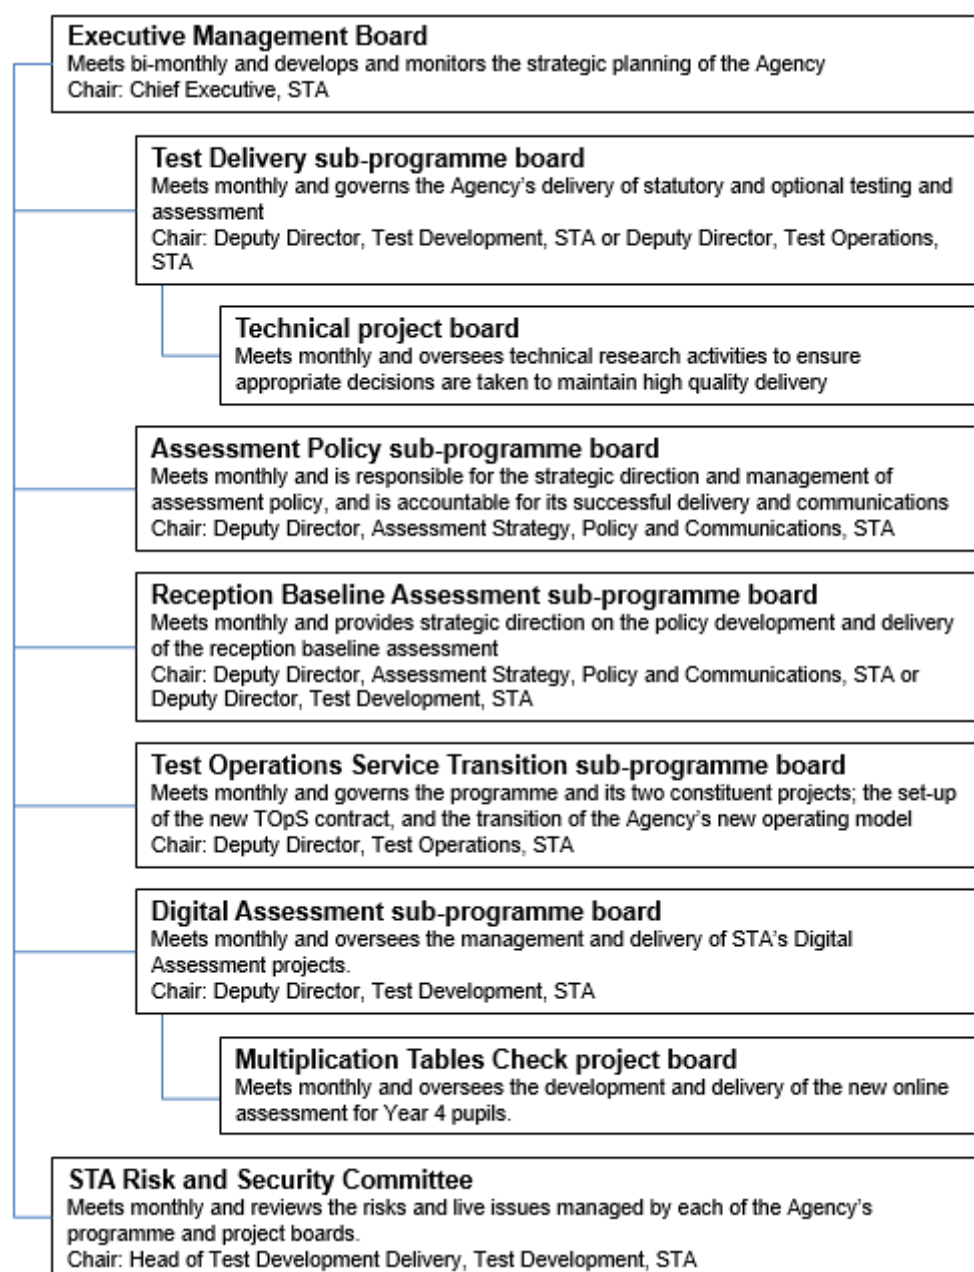 Executive Management Board
Meets bi-monthly and develops and monitors the strategic planning of the Agency
Chair: Chief Executive, STA
Test Delivery sub-programme board
Meets monthly and governs the Agency's delivery of statutory and optional testing and
assessment
Chair: Deputy Director, Test Development, STA or Deputy Director, Test Operations,
STA
Technical project board
Meets monthly and oversees technical research activities to ensure
appropriate decisions are taken to maintain high quality delivery
Assessment Policy sub-programme board
Meets monthly and is responsible for the strategic direction and management of
assessment policy, and is accountable for its successful delivery and communications
Chair: Deputy Director, Assessment Strategy, Policy and Communications, STA
Reception Baseline Assessment sub-programme board
Meets monthly and provides strategic direction on the policy development and delivery
of the reception baseline assessment
Chair: Deputy Director, Assessment Strategy, Policy and Communications, STA or
Deputy Director, Test Development, STA
Test Operations Service Transition sub-programme board
Meets monthly and governs the programme and its two constituent projects; the set-up
of the new TOpS contract, and the transition of the Agency's new operating model
Chair: Deputy Director, Test Operations, STA
Digital Assessment sub-programme board
Meets monthly and oversees the management and delivery of STA's Digital
Assessment projects.
Chair: Deputy Director, Test Development, STA
Multiplication Tables Check project board
Meets monthly and oversees the development and delivery of the new online
assessment for Year 4 pupils.
STA Risk and Security Committee
Meets monthly and reviews the risks and live issues managed by each of the Agency's
programme and project boards.
Chair: Head of Test Development Delivery, Test Development, STA